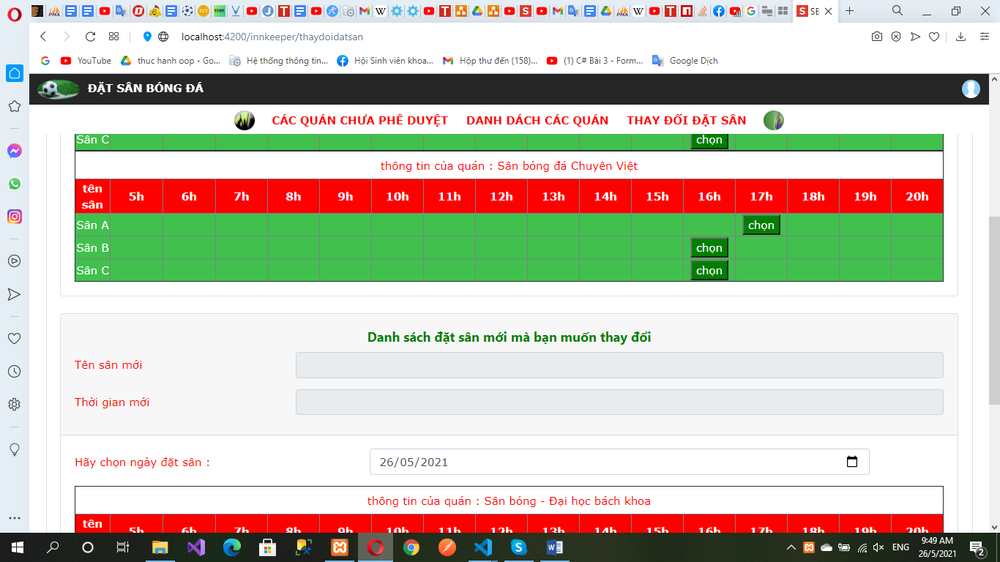 SB
localhost:4200/innkeeper/thaydoidatsan
YouTube thuc hanh oop - Go... Hệ thống thông tin... Hội Sinh viên khoa... Hộp thư đến (158)... (1) C# Bài 3 - Form... Google Dịch
ĐẶT SÂN BÓNG ĐÁ
CÁC QUÁN CHƯA PHÊ DUYỆT DANH DÁCH CÁC QUÁN THAY ĐỔI ĐẶT SÂN
Sân C chọn
thông tin của quán : Sân bóng đá Chuyên Việt
tên sân 5h 6h 7h 8h 9h 10h 11h 12h 13h 14h 15h 16h 17h 18h 19h 20h
Sân A chọn
Sân B chọn
Sân C chọn
Danh sách đặt sân mới mà bạn muốn thay đổi
Tên sân mới
Thời gian mới
Hãy chọn ngày đặt sân : 26/05/2021
thông tin của quán : Sân bóng - Đại học bách khoa
tên 5h 6h 7h 8h 9h 10h 11h 12h 13h 14h 15h 16h 17h 18h 19h 20h
ENG 9:49 AM
26/5/2021 2